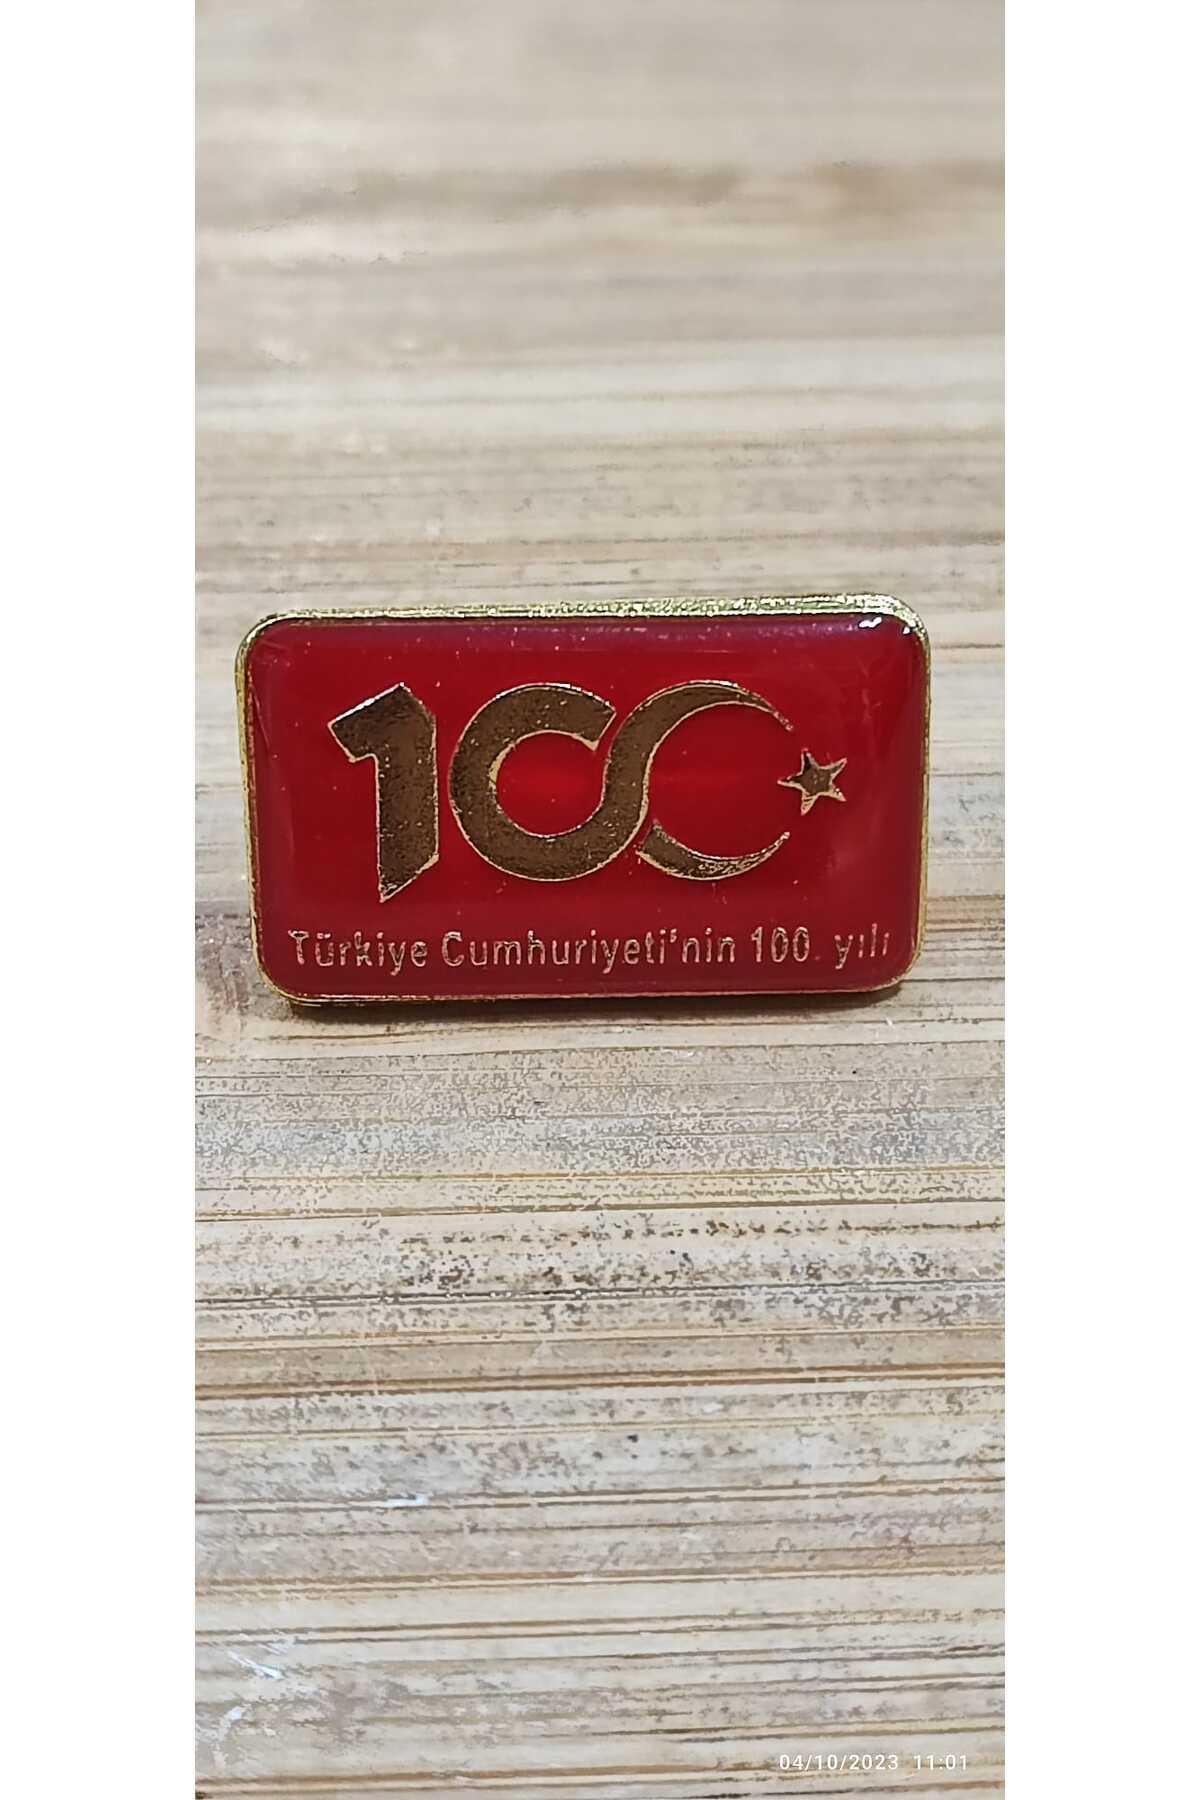 100
Türkiye Cumhuriyeti'nin 100. yılı
04/10/2023 11:01